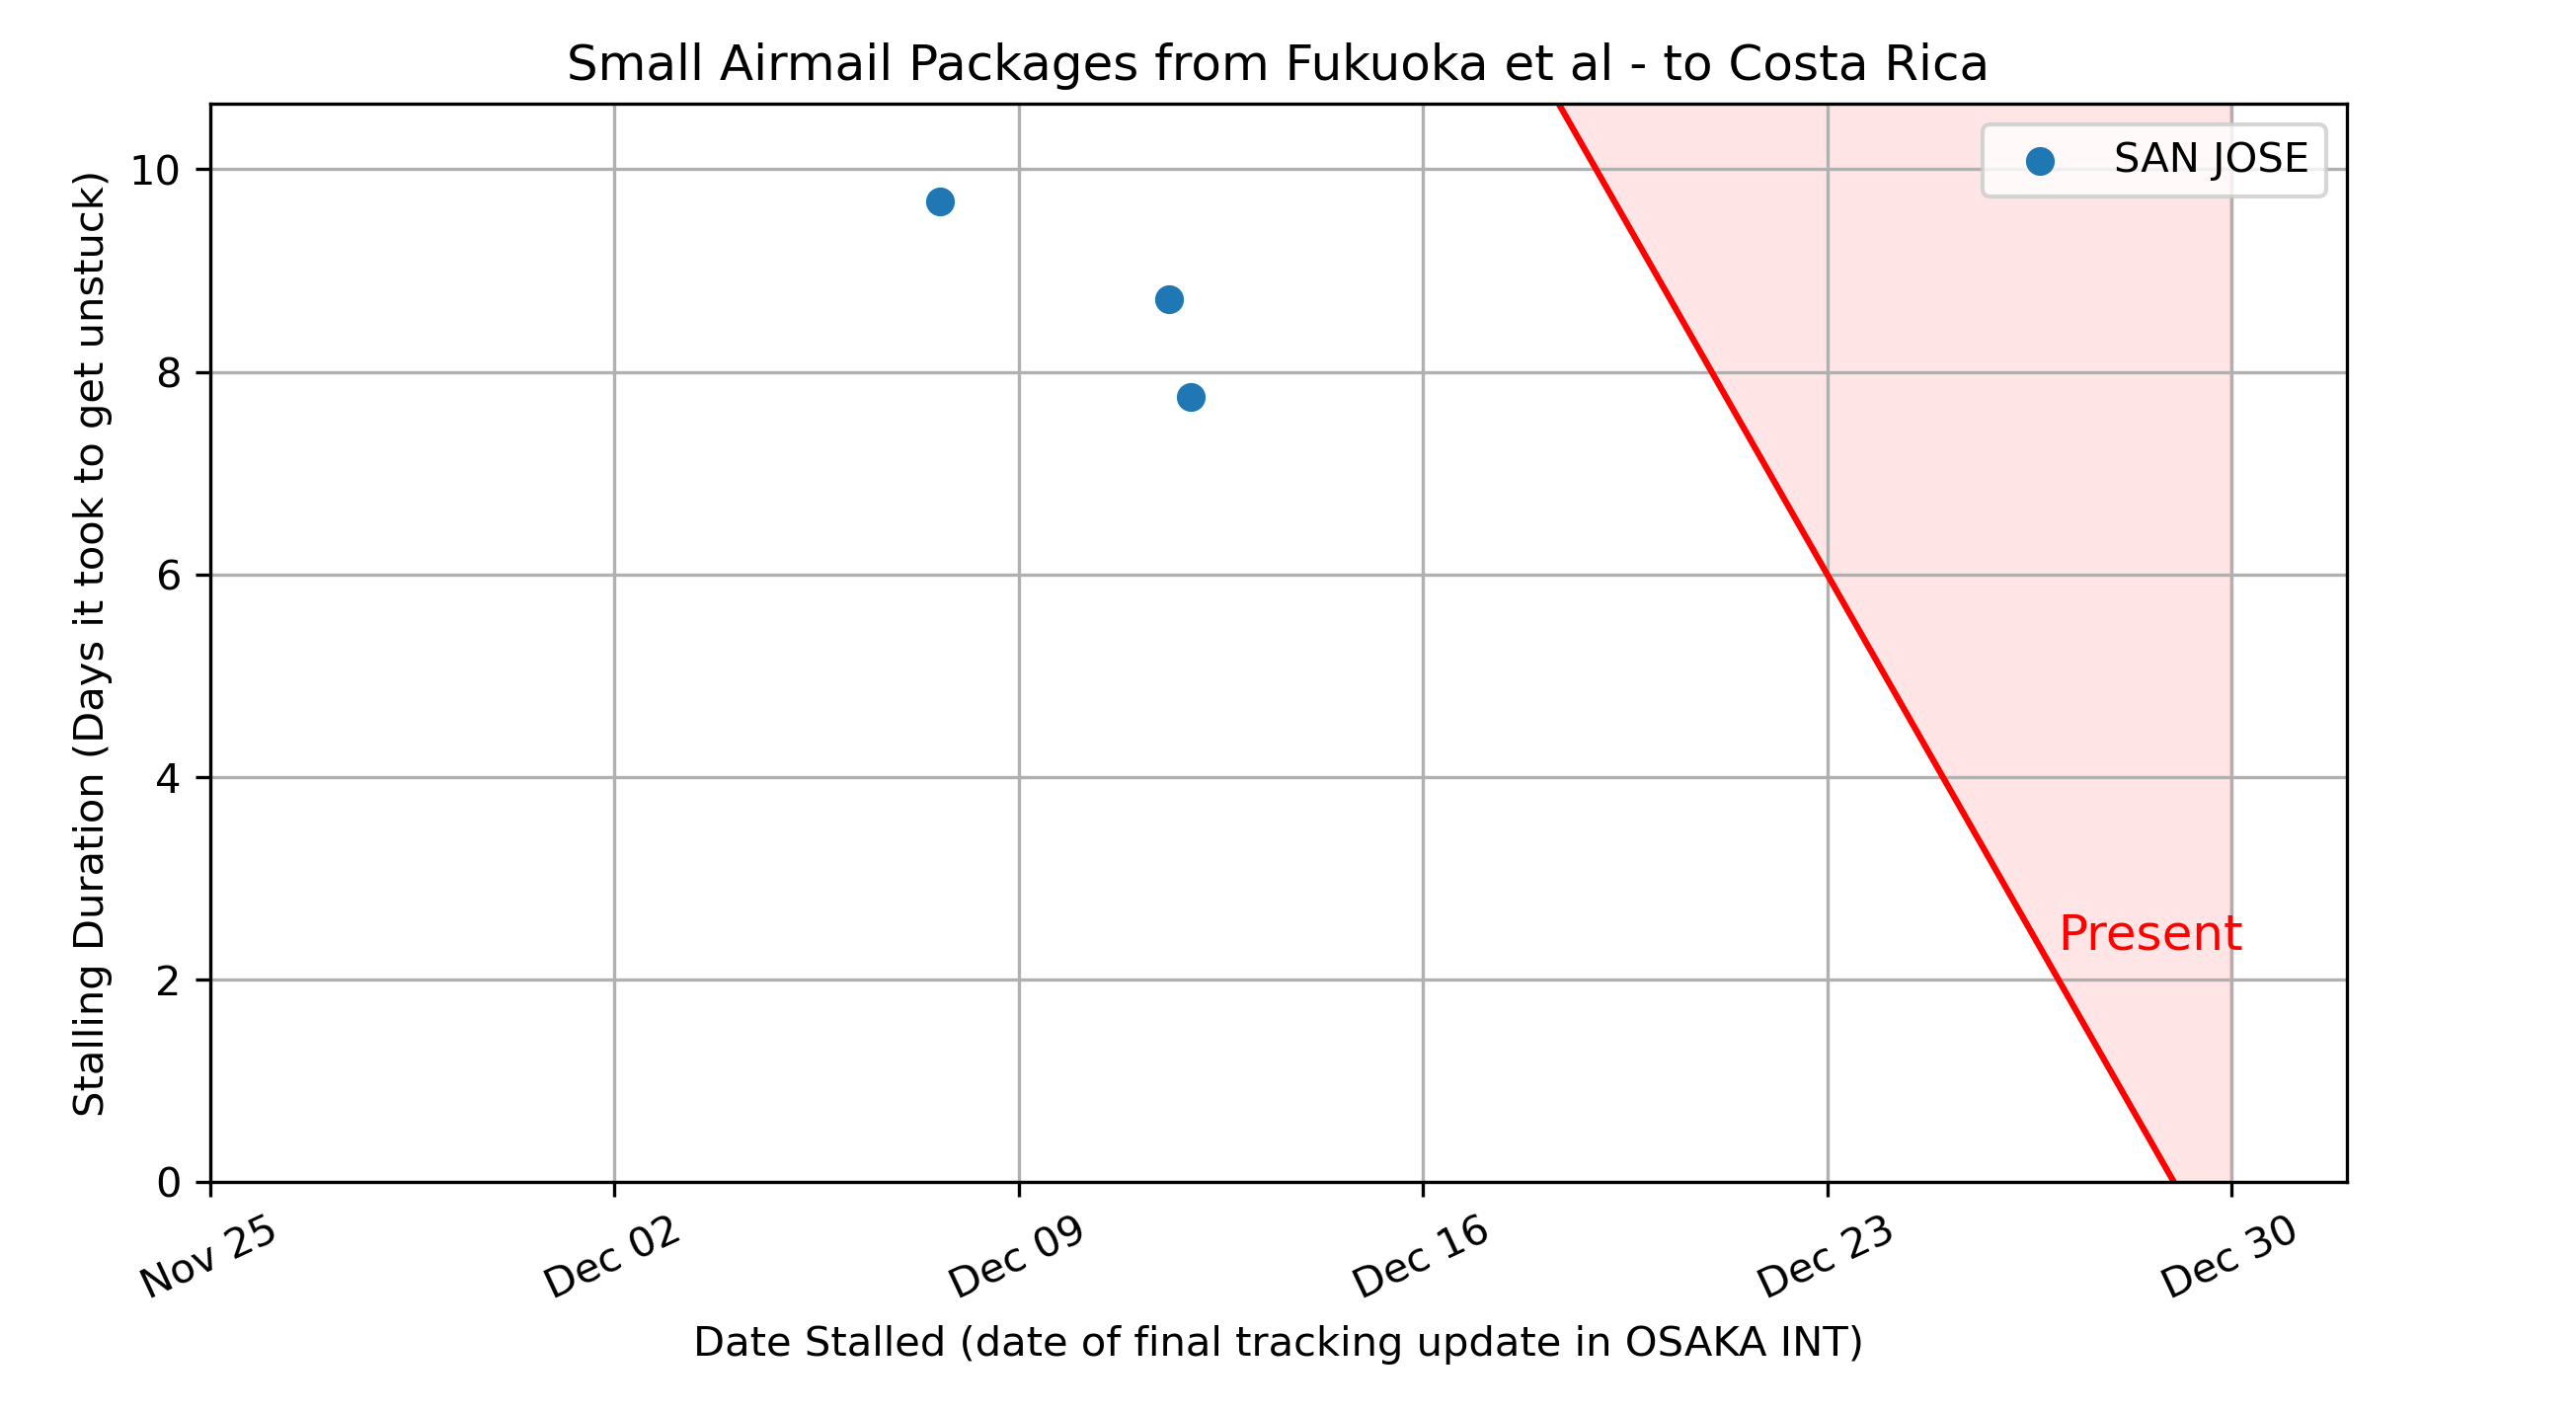 Small Airmail Packages from Fukuoka et al - to Costa Rica
SAN JOSE
Stalling Duration (Days it took to get unstuck)
10
8
6
4
2
0
Present
Nov 25
Dec 02
Dec 09
Dec 16
Dec 23
Dec 30
Date Stalled (date of final tracking update in OSAKA INT)